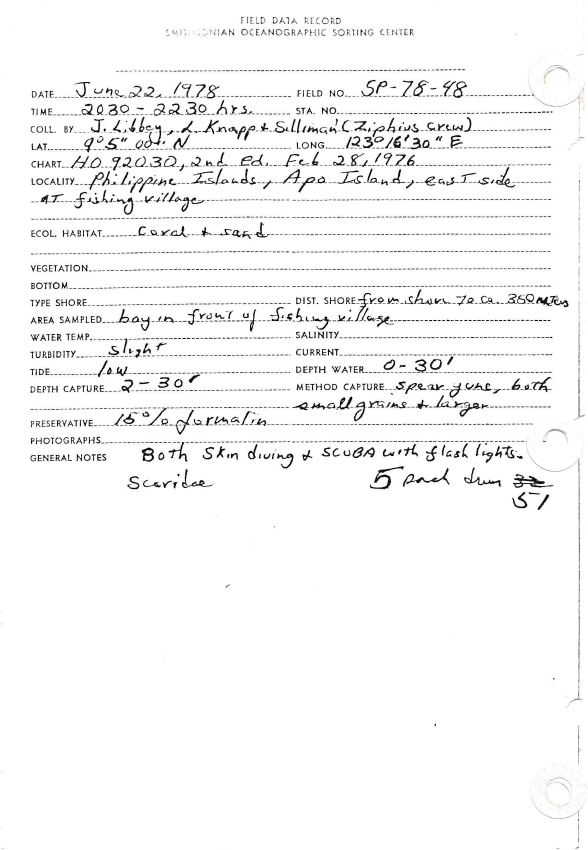 FIELD DATA RECORD
SMITHSONIAN OCEANOGRAPHIC SORTING CENTER
DATE June 22, 1978 FIELD NO. SP-78-48
TIME 2030 - 2230 hrs. STA. NO.
COLL. BY J. Libbey, L. Knapp & Silliman (Ziphius crew)
LAT. 9° 5" 00". N LONG. 123° 16' 30" E
CHART HO 92030, 2nd ed. Feb 28, 1976
LOCALITY Philippine Islands, Apo Island, east side
at fishing village
ECOL. HABITAT Coral & sand
VEGETATION
BOTTOM
TYPE SHORE DIST. SHORE from shore to ca. 350 meters
AREA SAMPLED bay in front of fishing village
WATER TEMP. SALINITY
TURBIDITY Slight CURRENT
TIDE low DEPTH WATER 0-30'
DEPTH CAPTURE 2-30' METHOD CAPTURE spear guns, both
small grains & larger
PRESERVATIVE 15% formalin
PHOTOGRAPHS
GENERAL NOTES Both Skin diving & SCUBA with flash lights.
Scaridae 5 drum
51